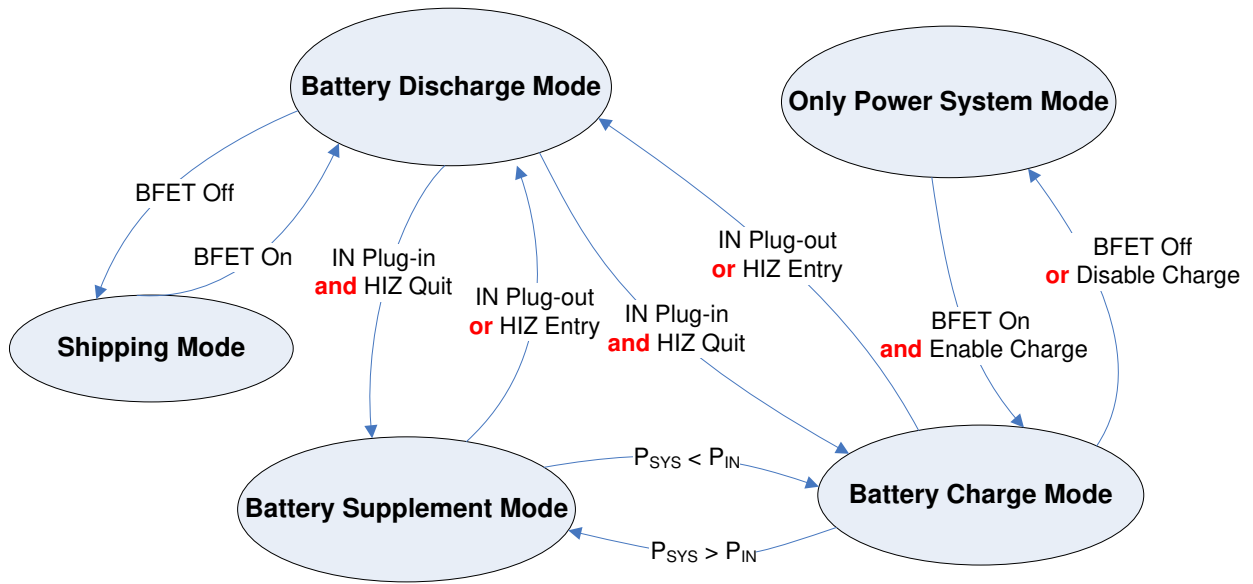 Battery Discharge Mode
Only Power System Mode
BFET Off
BFET On
IN Plug-in
and HIZ Quit
IN Plug-out
or HIZ Entry
IN Plug-in
and HIZ Quit
IN Plug-out
or HIZ Entry
BFET On
and Enable Charge
BFET Off
or Disable Charge
Shipping Mode
PSYS < PIN
Battery Supplement Mode
Battery Charge Mode
PSYS > PIN